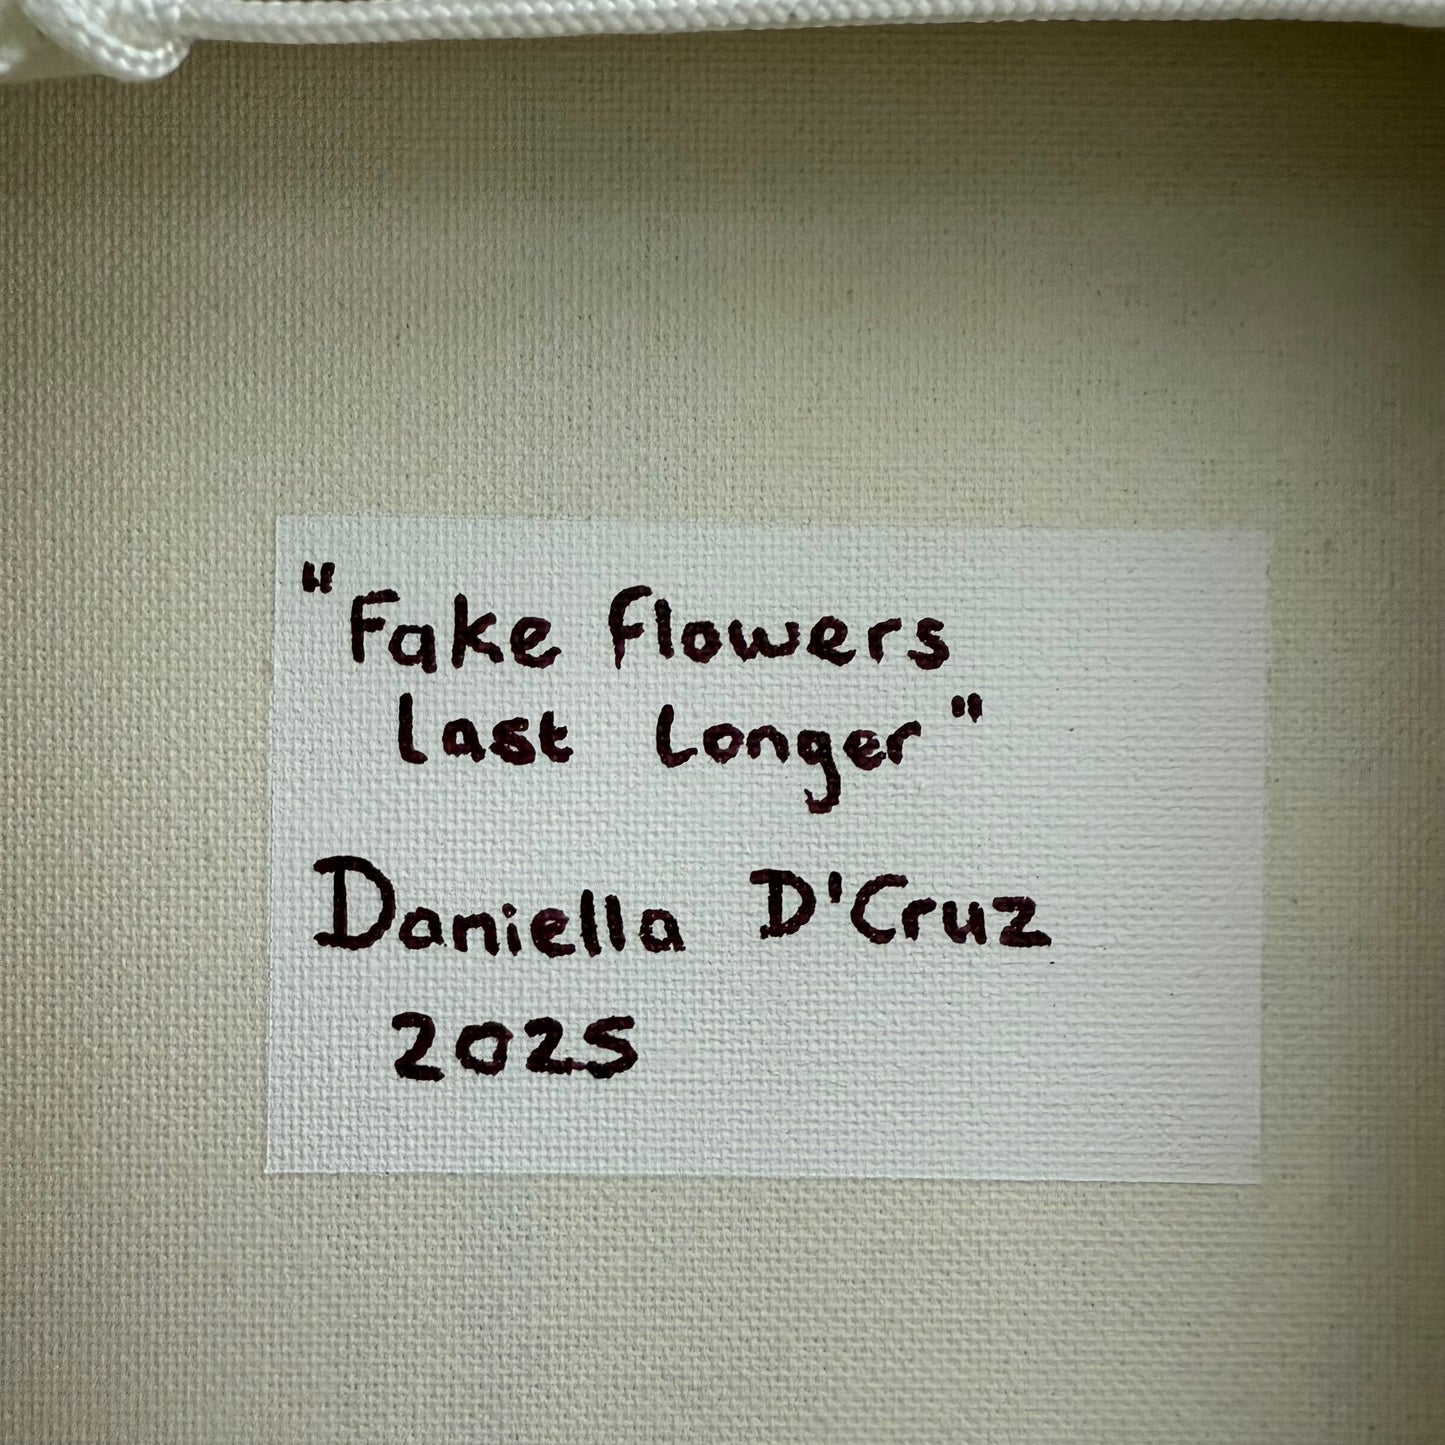 "Fake flowers
last longer"
Daniella D'Cruz
2025